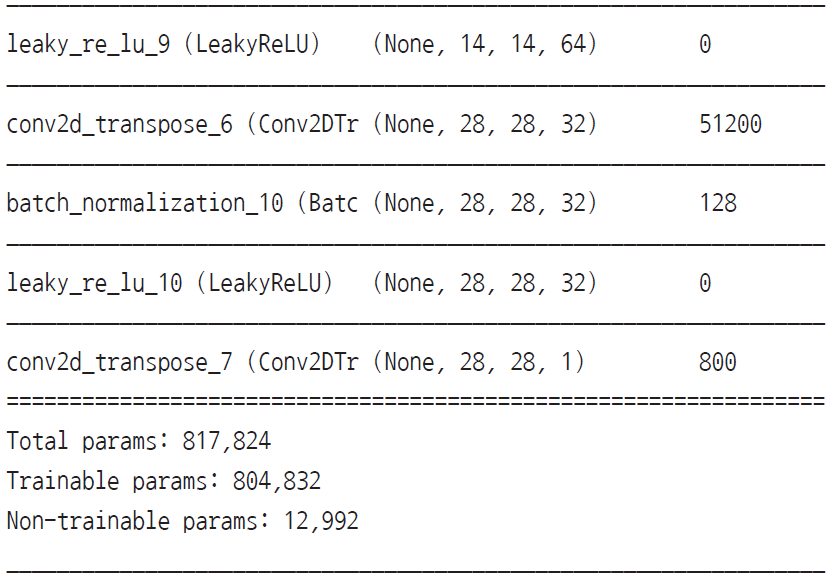 _________________________________________________________________
leaky_re_lu_9 (LeakyReLU)    (None, 14, 14, 64)        0
_________________________________________________________________
conv2d_transpose_6 (Conv2DTr (None, 28, 28, 32)        51200
_________________________________________________________________
batch_normalization_10 (Batc (None, 28, 28, 32)        128
_________________________________________________________________
leaky_re_lu_10 (LeakyReLU)   (None, 28, 28, 32)        0
_________________________________________________________________
conv2d_transpose_7 (Conv2DTr (None, 28, 28, 1)         800
=================================================================
Total params: 817,824
Trainable params: 804,832
Non-trainable params: 12,992
_________________________________________________________________